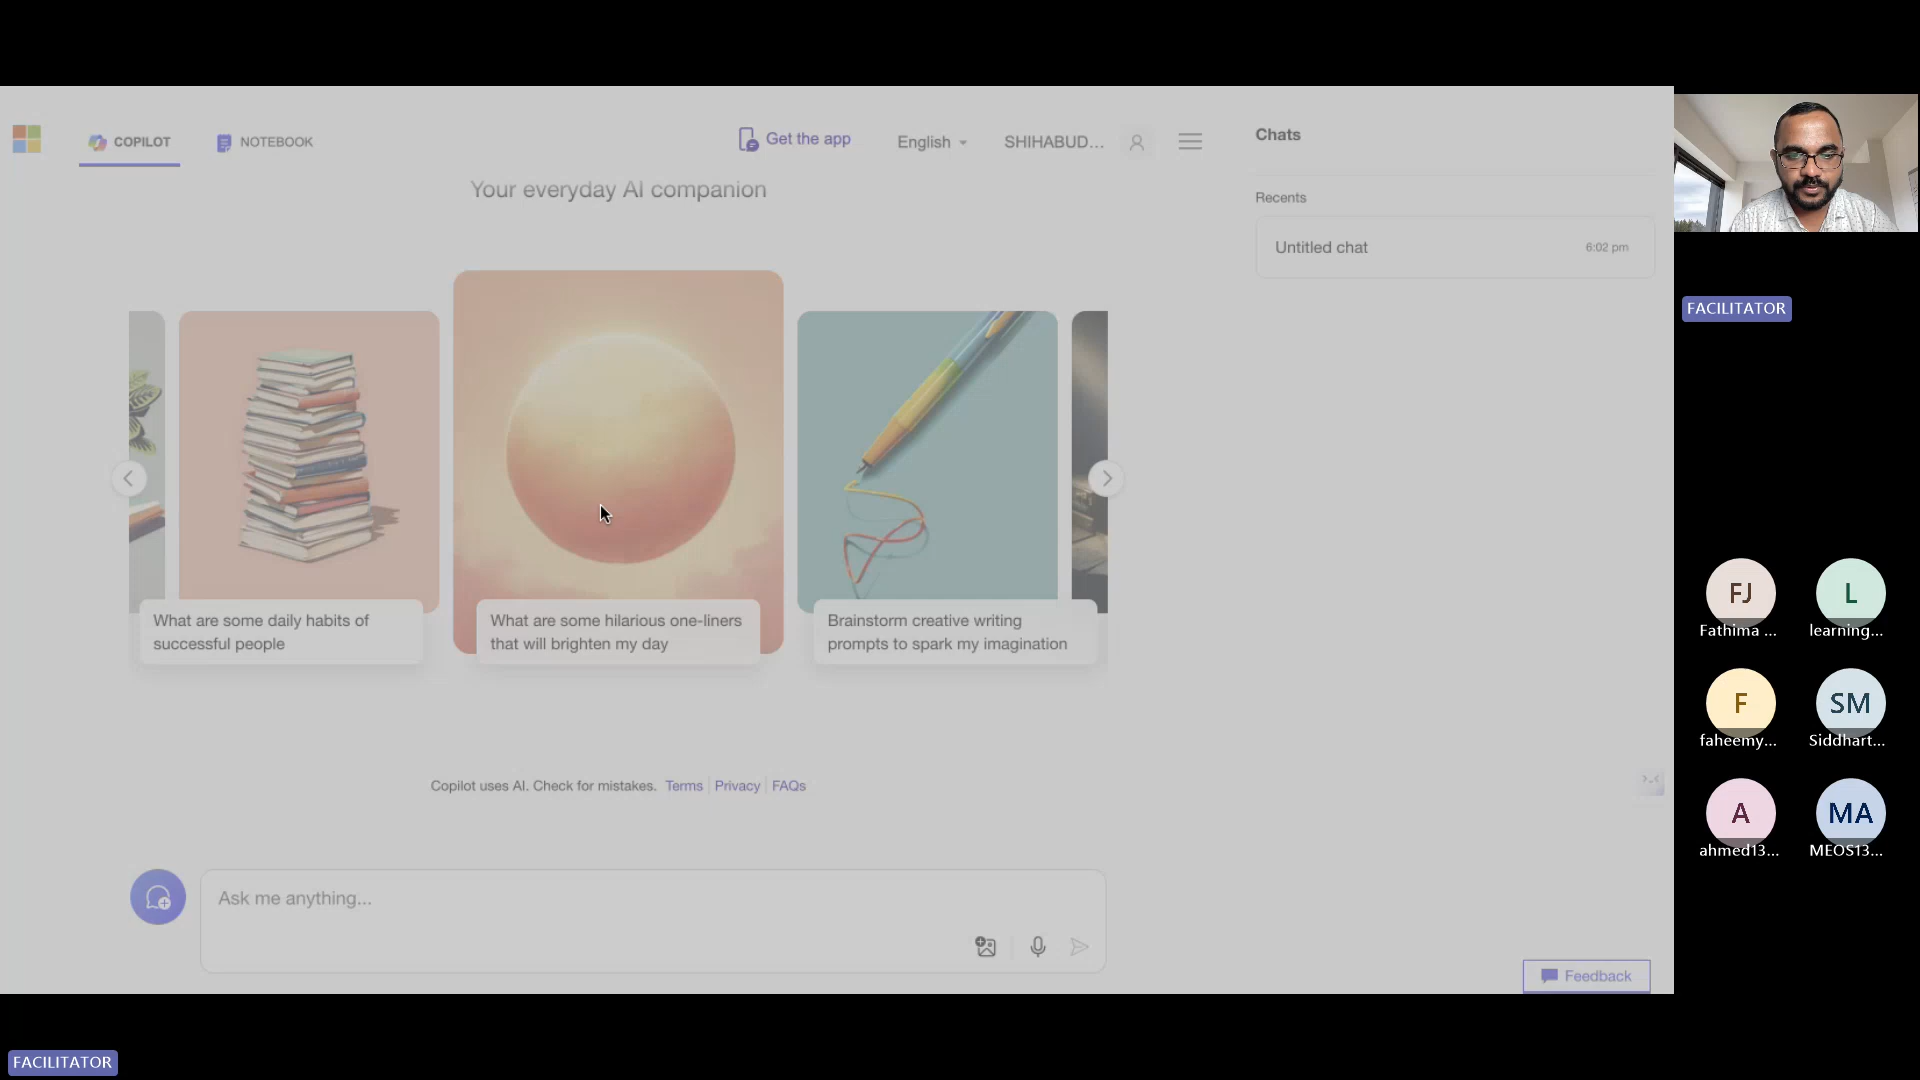 COPILOT
NOTEBOOK
Get the app
English
SHIHABUD...
Your everyday AI companion
What are some daily habits of
successful people
What are some hilarious one-liners
that will brighten my day
Brainstorm creative writing
prompts to spark my imagination
Copilot uses AI. Check for mistakes. Terms Privacy FAQs
Ask me anything...
Chats
Recents
Untitled chat 6:02 pm
Feedback
FACILITATOR
FJ
Fathima ...
L
learning...
F
faheemy...
SM
Siddhart...
A
ahmed13...
MA
MEOS13...
FACILITATOR